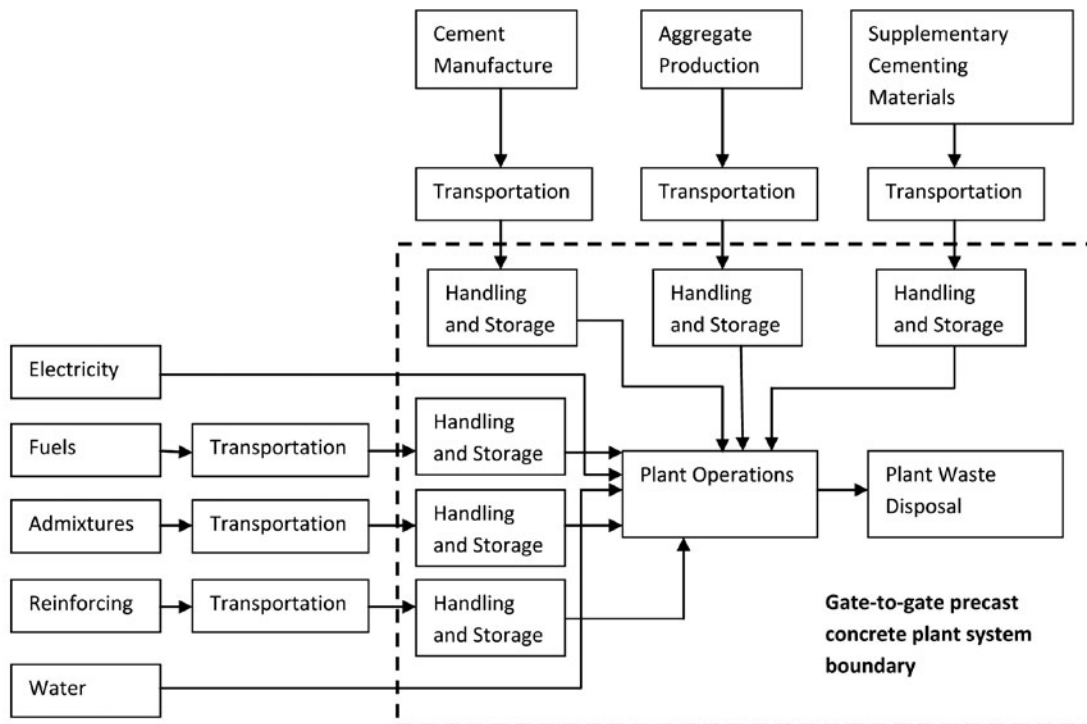 Cement
Manufacture
Aggregate
Production
Supplementary
Cementing
Materials
Transportation
Transportation
Transportation
Handling
and Storage
Handling
and Storage
Handling
and Storage
Electricity
Fuels
Transportation
Handling
and Storage
Plant Operations
Plant Waste
Disposal
Admixtures
Transportation
Handling
and Storage
Reinforcing
Transportation
Handling
and Storage
Gate-to-gate precast
concrete plant system
boundary
Water